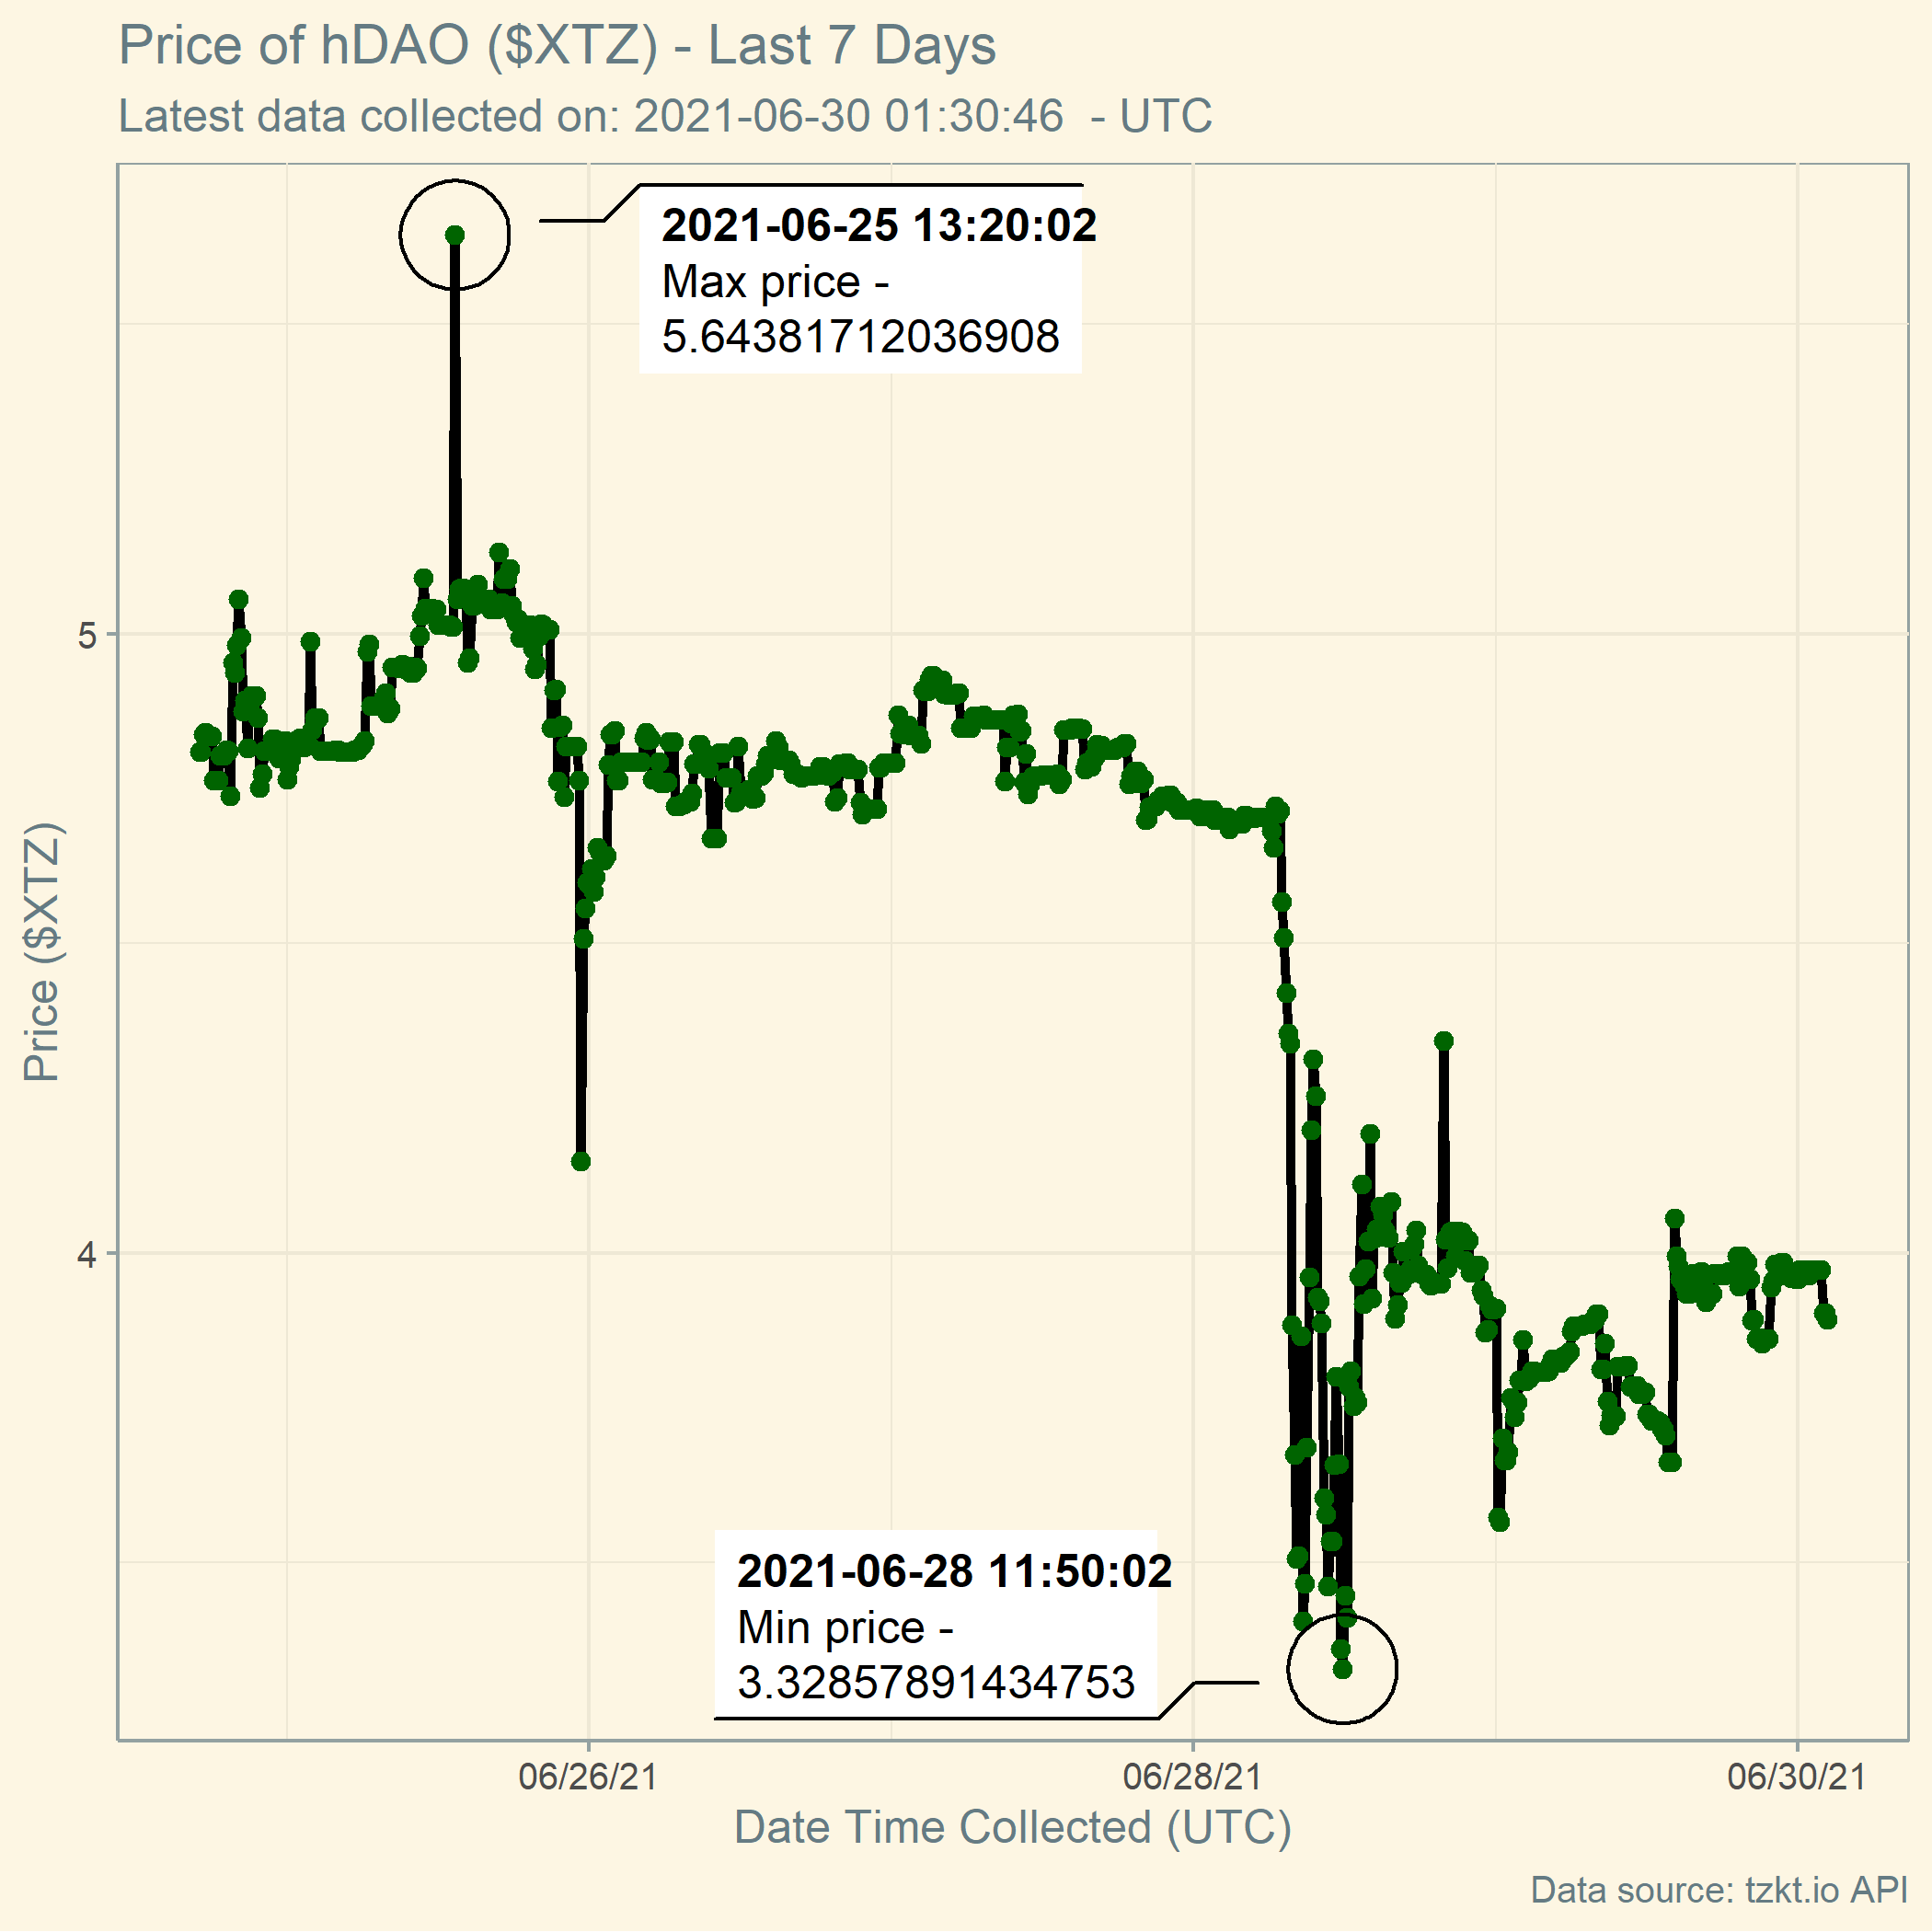 Price of hDAO ($XTZ) - Last 7 Days
Latest data collected on: 2021-06-30 01:30:46  - UTC
2021-06-25 13:20:02
Max price -
5.64381712036908
5
Price ($XTZ)
4
2021-06-28 11:50:02
Min price -
3.32857891434753
06/26/21
06/28/21
06/30/21
Date Time Collected (UTC)
Data source: tzkt.io API